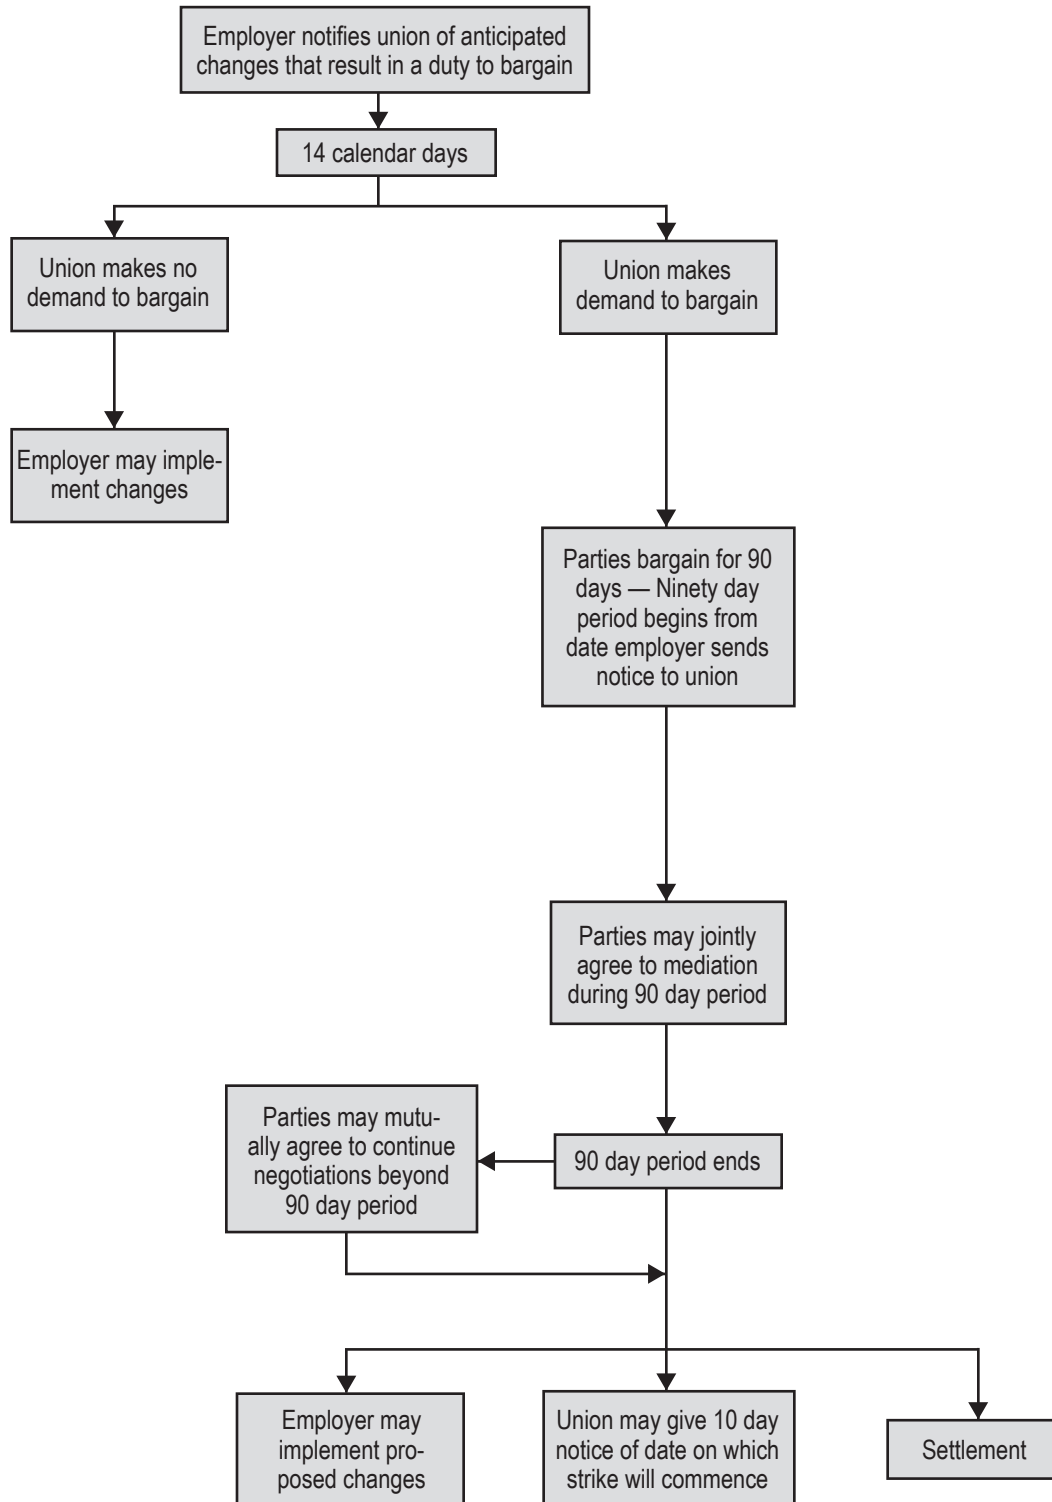 Employer notifies union of anticipated
changes that result in a duty to bargain
14 calendar days
Union makes no
demand to bargain
Union makes
demand to bargain
Employer may imple-
ment changes
Parties bargain for 90
days — Ninety day
period begins from
date employer sends
notice to union
Parties may jointly
agree to mediation
during 90 day period
Parties may mutu-
ally agree to continue
negotiations beyond
90 day period
90 day period ends
Employer may
implement pro-
posed changes
Union may give 10 day
notice of date on which
strike will commence
Settlement